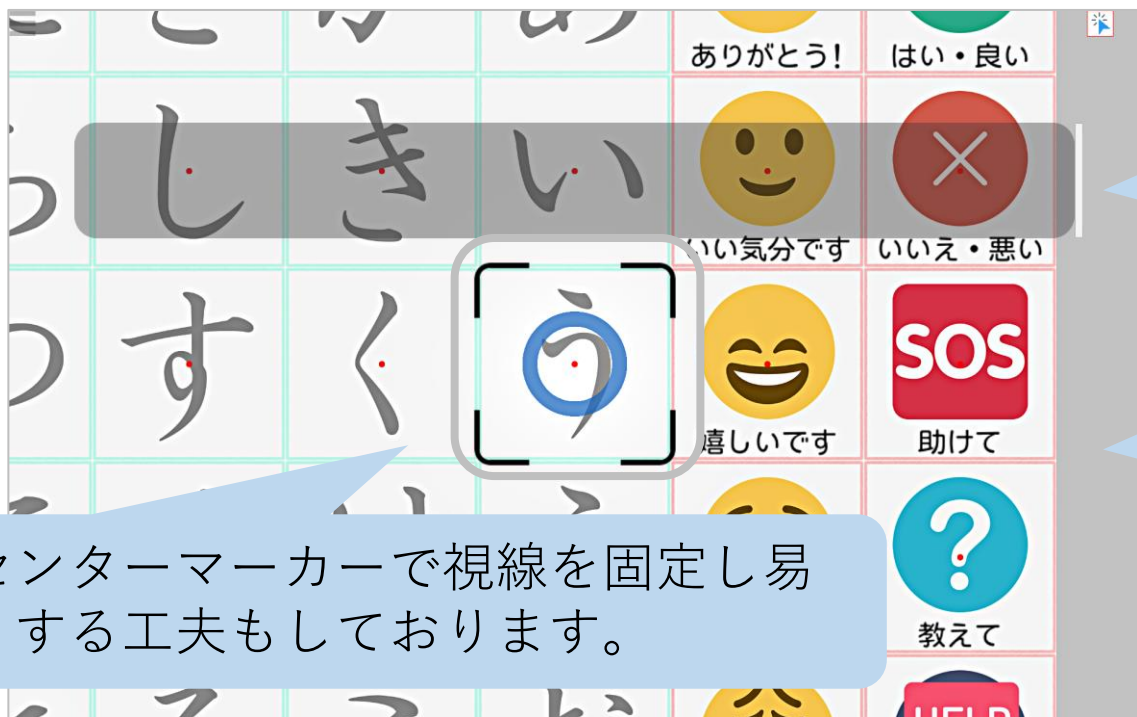 ありがとう! はい・良い
し き い
いい気分です いいえ・悪い
す く う SOS
嬉しいです 助けて
センターマーカーで視線を固定し易
する工夫もしております。
教えて
HELP